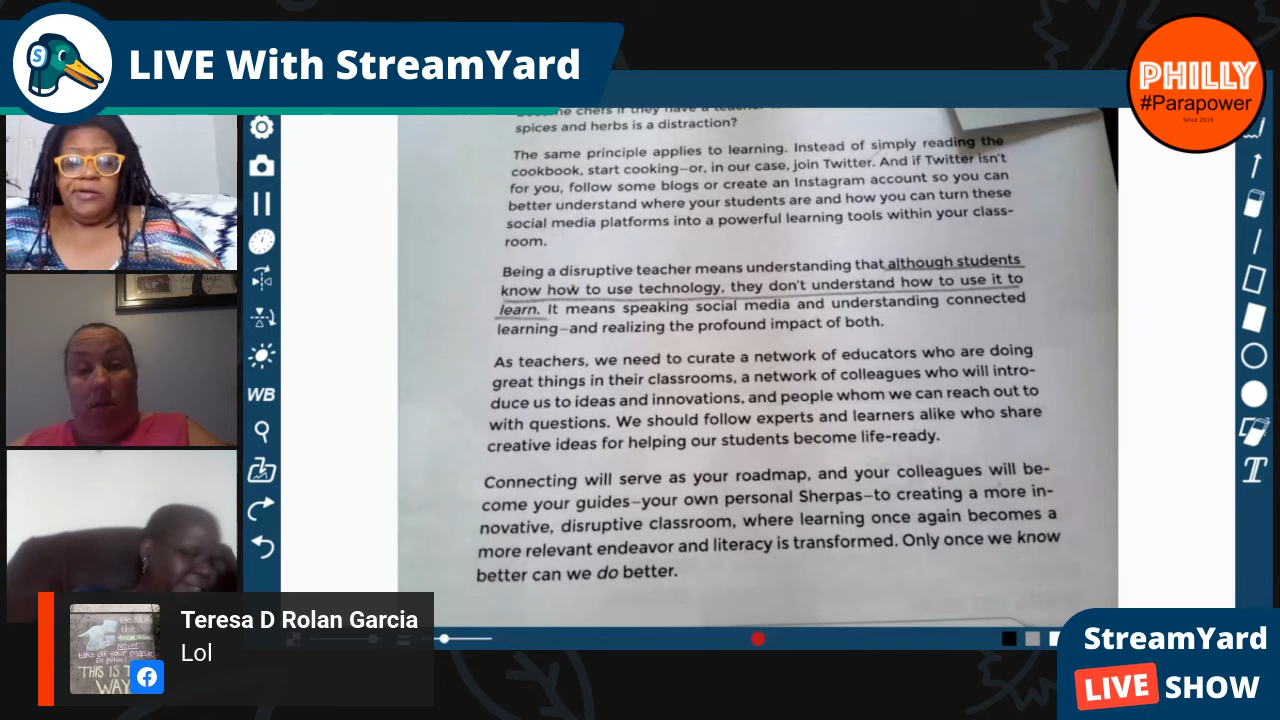 LIVE With StreamYard
PHILLY
#Parapower
Since 2019
S
spices and herbs is a distraction?
The same principle applies to learning. Instead of simply reading the
cookbook, start cooking—or, in our case, join Twitter. And if Twitter isn't
for you, follow some blogs or create an Instagram account so you can
better understand where your students are and how you can turn these
social media platforms into a powerful learning tools within your class-
room.
Being a disruptive teacher means understanding that although students
know how to use technology, they don't understand how to use it to
learn. It means speaking social media and understanding connected
learning—and realizing the profound impact of both.
As teachers, we need to curate a network of educators who are doing
great things in their classrooms, a network of colleagues who will intro-
duce us to ideas and innovations, and people whom we can reach out to
with questions. We should follow experts and learners alike who share
creative ideas for helping our students become life-ready.
Connecting will serve as your roadmap, and your colleagues will be-
come your guides—your own personal Sherpas—to creating a more in-
novative, disruptive classroom, where learning once again becomes a
more relevant endeavor and literacy is transformed. Only once we know
better can we do better.
WB
T
Teresa D Rolan Garcia
Lol
THIS IS T
WAY
StreamYard
LIVE SHOW